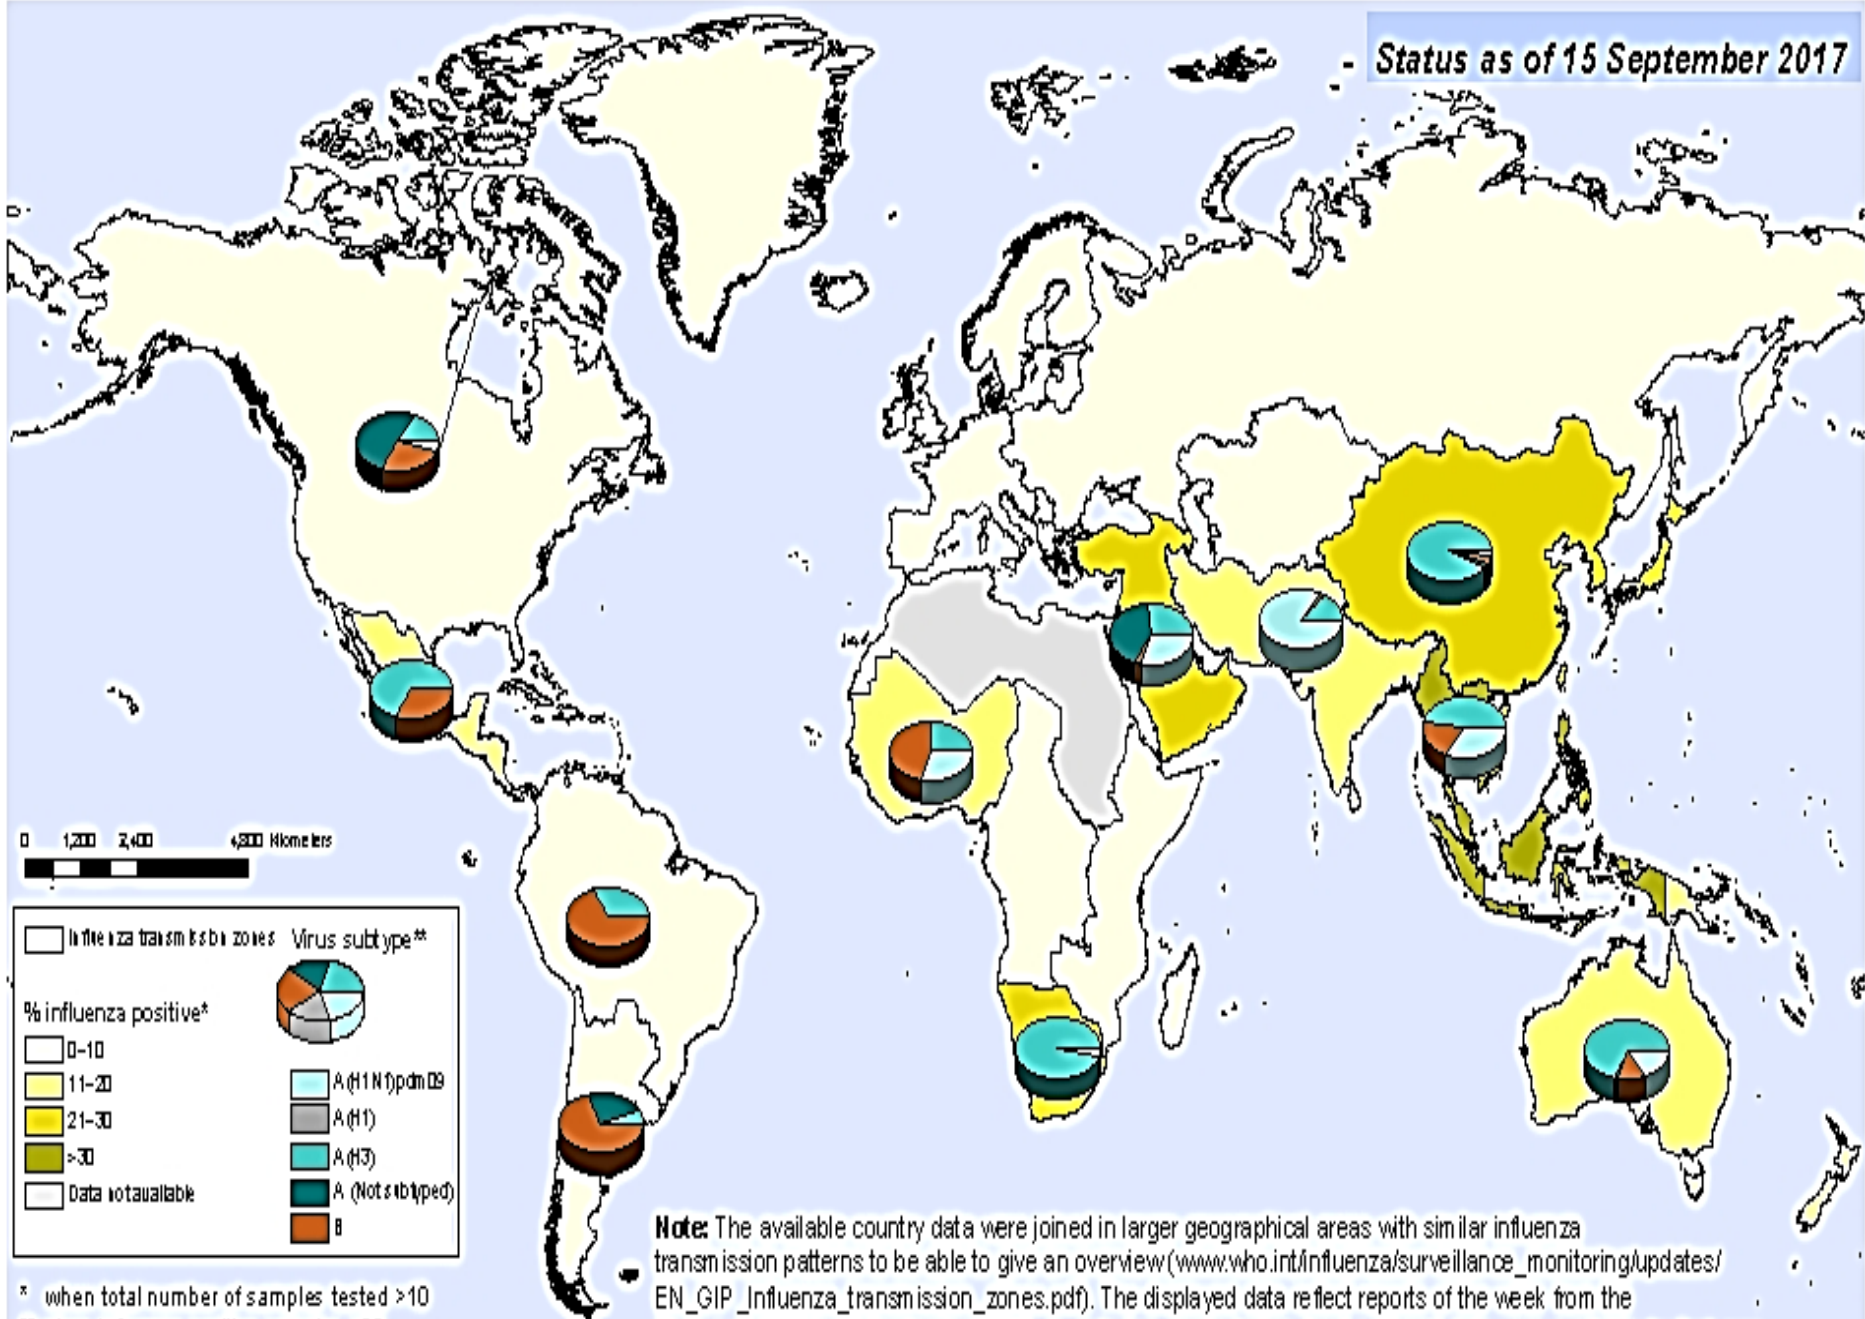 Status as of 15 September 2017
0 1,200 2,400 4,800 Kilometers
Influenza transmission zones
Virus subtype**
% influenza positive*
0-10
11-20
21-30
>30
Data not available
A(H1N1)pdm09
A(H1)
A(H3)
A (Not subtyped)
B
* when total number of samples tested >10
Note: The available country data were joined in larger geographical areas with similar influenza
transmission patterns to be able to give an overview (www.who.int/influenza/surveillance_monitoring/updates/
EN_GIP_Influenza_transmission_zones.pdf). The displayed data reflect reports of the week from the